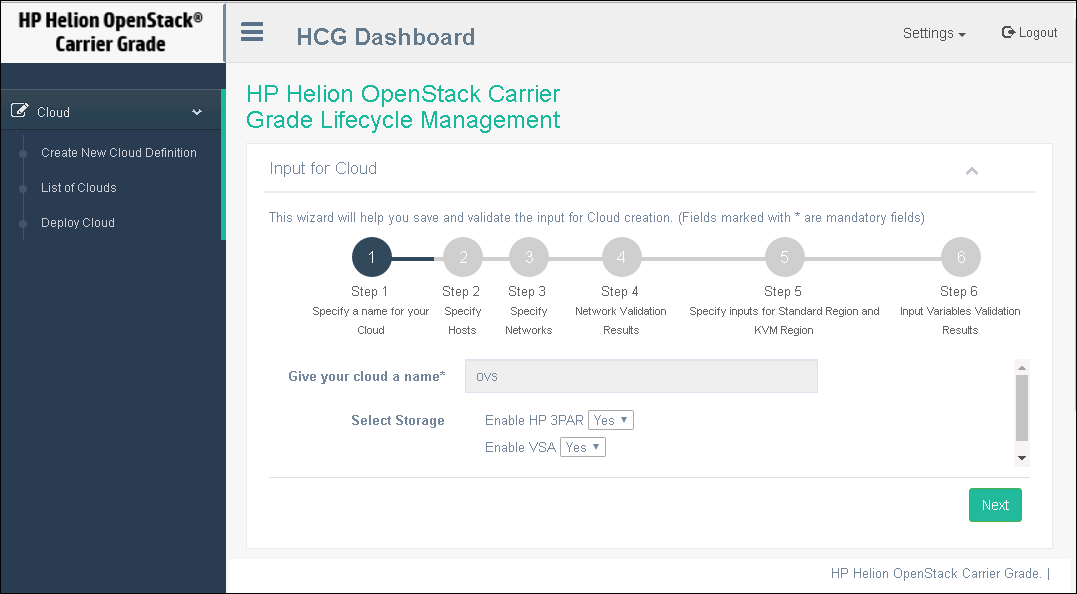 HP Helion OpenStack®
Carrier Grade
HCG Dashboard
Settings
Logout
Cloud
Create New Cloud Definition
List of Clouds
Deploy Cloud
HP Helion OpenStack Carrier
Grade Lifecycle Management
Input for Cloud
This wizard will help you save and validate the input for Cloud creation. (Fields marked with * are mandatory fields)
1 2 3 4 5 6
Step 1 Step 2 Step 3 Step 4 Step 5 Step 6
Specify a name for your Specify Specify Network Validation Specify inputs for Standard Region and Input Variables Validation
Cloud Hosts Networks Results KVM Region Results
Give your cloud a name* ovs
Select Storage Enable HP 3PAR Yes
Enable VSA Yes
Next
HP Helion OpenStack Carrier Grade. |